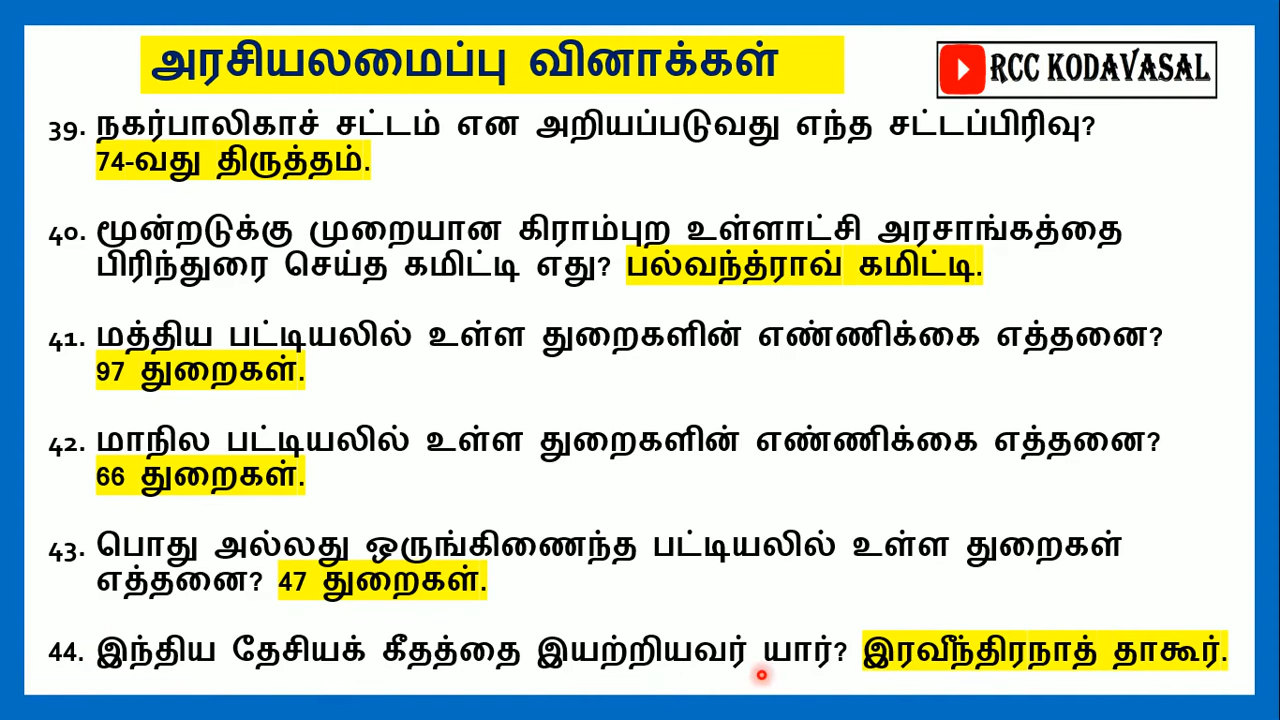 அரசியலமைப்பு வினாக்கள்
RCC KODAVASAL
39. நகர்பாலிகாச் சட்டம் என அறியப்படுவது எந்த சட்டப்பிரிவு?
74-வது திருத்தம்.
40. மூன்றடுக்கு முறையான கிராம்புற உள்ளாட்சி அரசாங்கத்தை
பிரிந்துரை செய்த கமிட்டி எது? பல்வந்த்ராவ் கமிட்டி.
41. மத்திய பட்டியலில் உள்ள துறைகளின் எண்ணிக்கை எத்தனை?
97 துறைகள்.
42. மாநில பட்டியலில் உள்ள துறைகளின் எண்ணிக்கை எத்தனை?
66 துறைகள்.
43. பொது அல்லது ஒருங்கிணைந்த பட்டியலில் உள்ள துறைகள்
எத்தனை? 47 துறைகள்.
44. இந்திய தேசியக் கீதத்தை இயற்றியவர் யார்? இரவீந்திரநாத் தாகூர்.